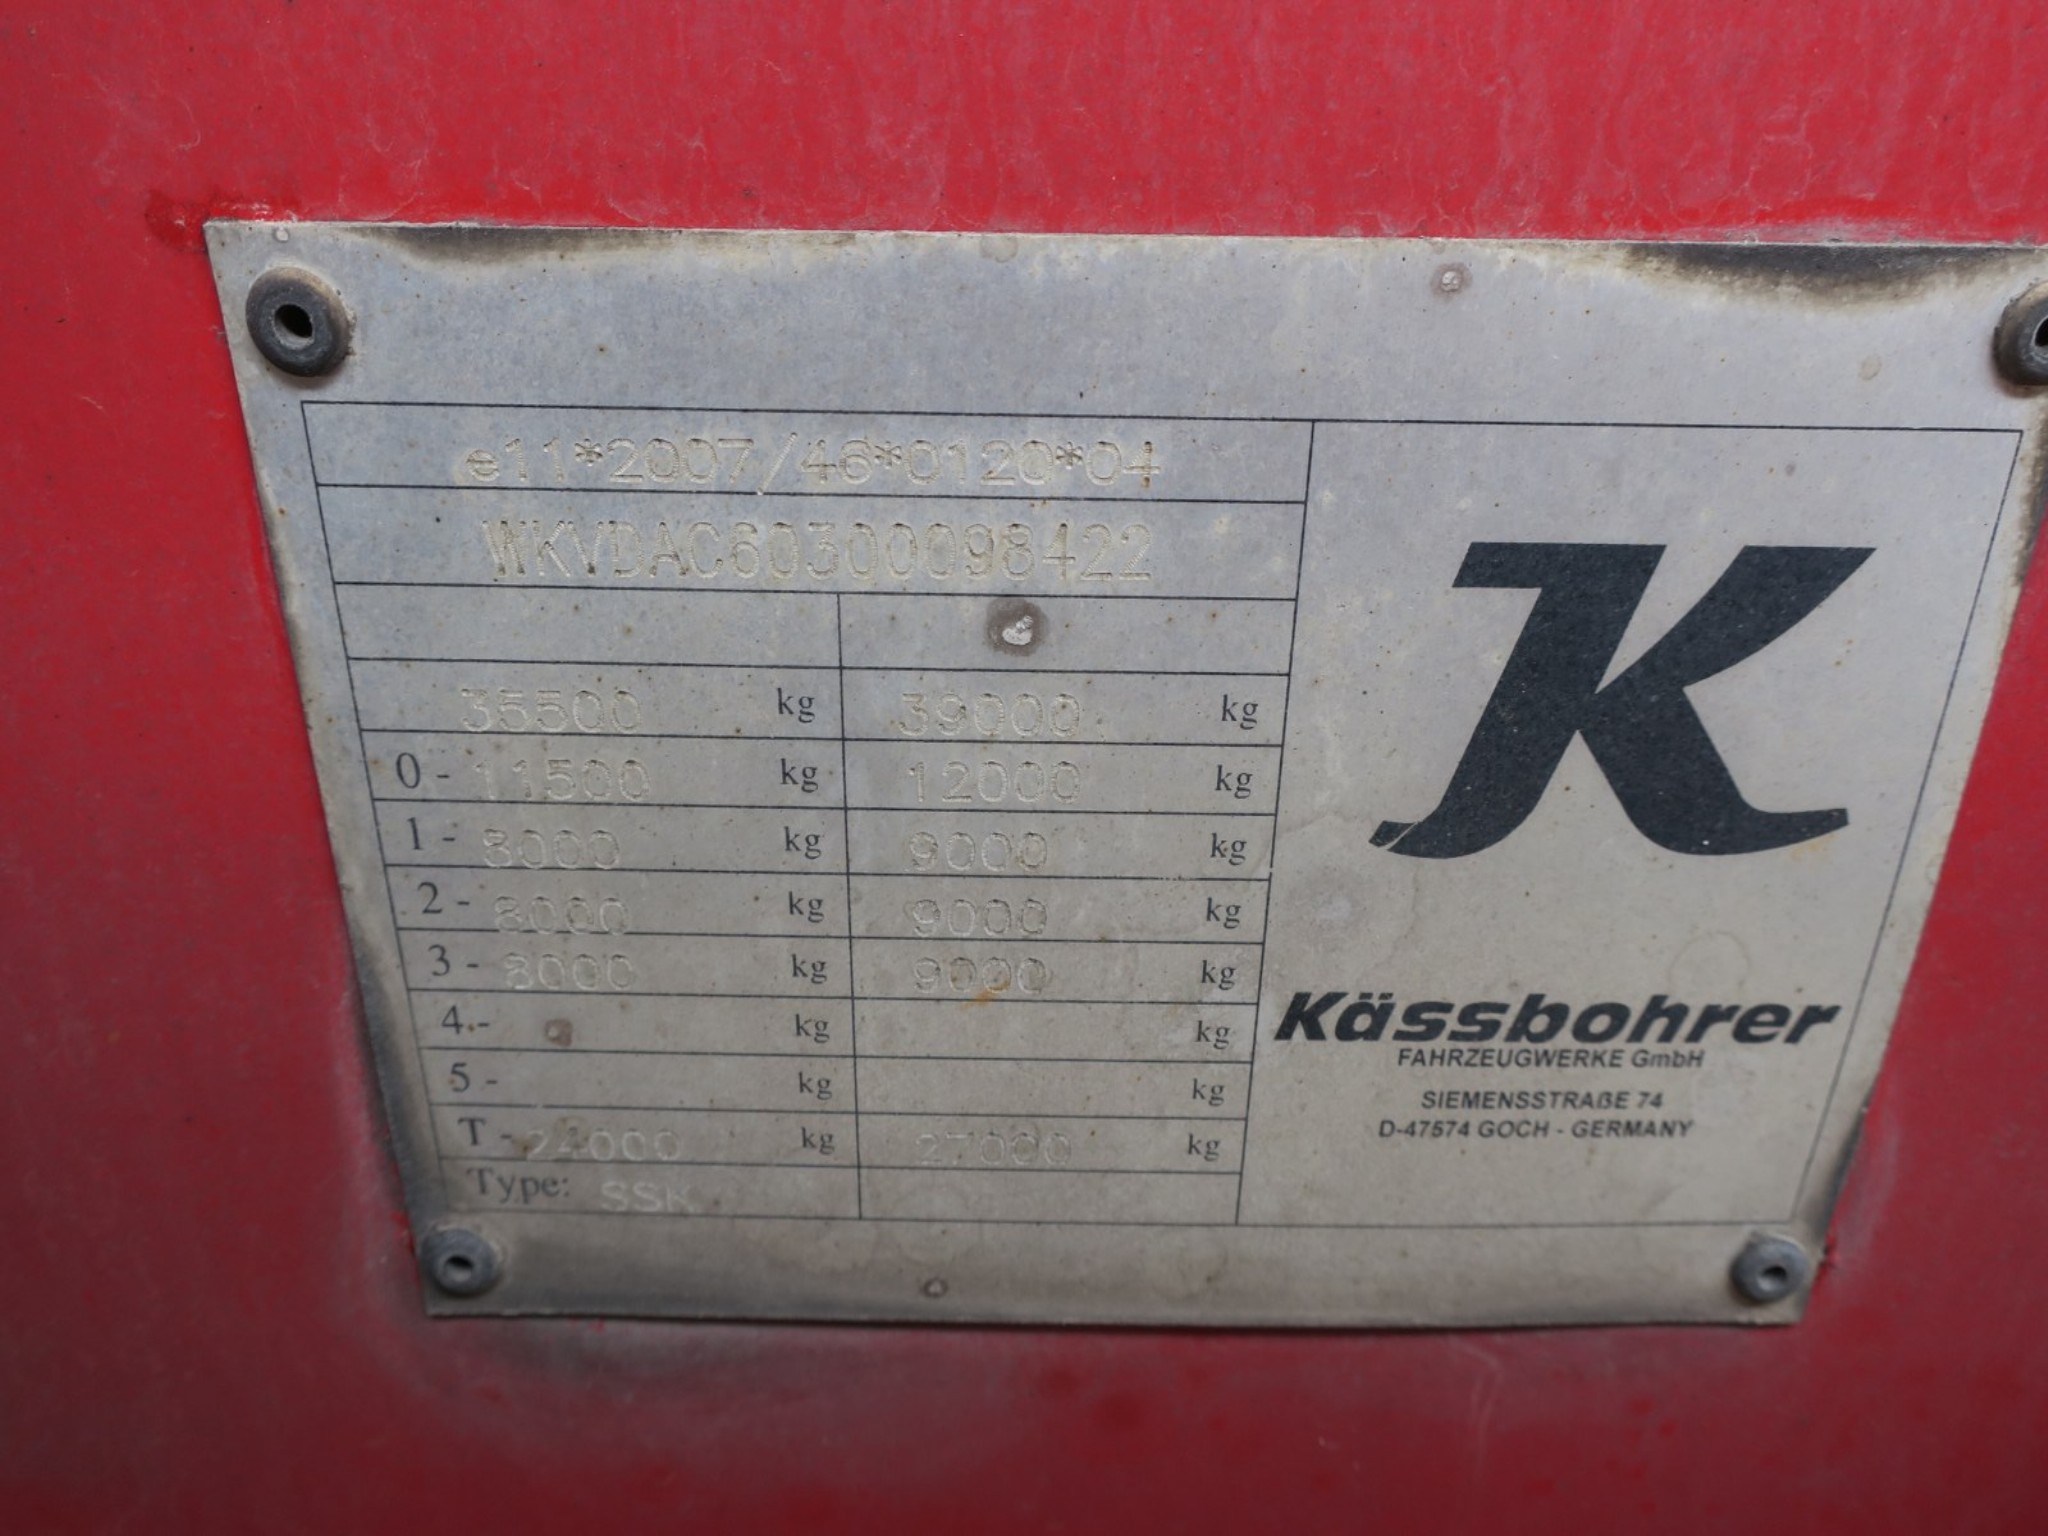 e11*2007/46*0120*04
WKVDAC60300098422
35500 kg 39000 kg
0 - 11500 kg 12000 kg
1 - 8000 kg 9000 kg
2 - 8000 kg 9000 kg
3 - 8000 kg 9000 kg
4 - kg kg
5 - kg kg
T - 24000 kg 27000 kg
Type: SSK
K
Kässbohrer
FAHRZEUGWERKE GmbH
SIEMENSSTRAßE 74
D-47574 GOCH - GERMANY